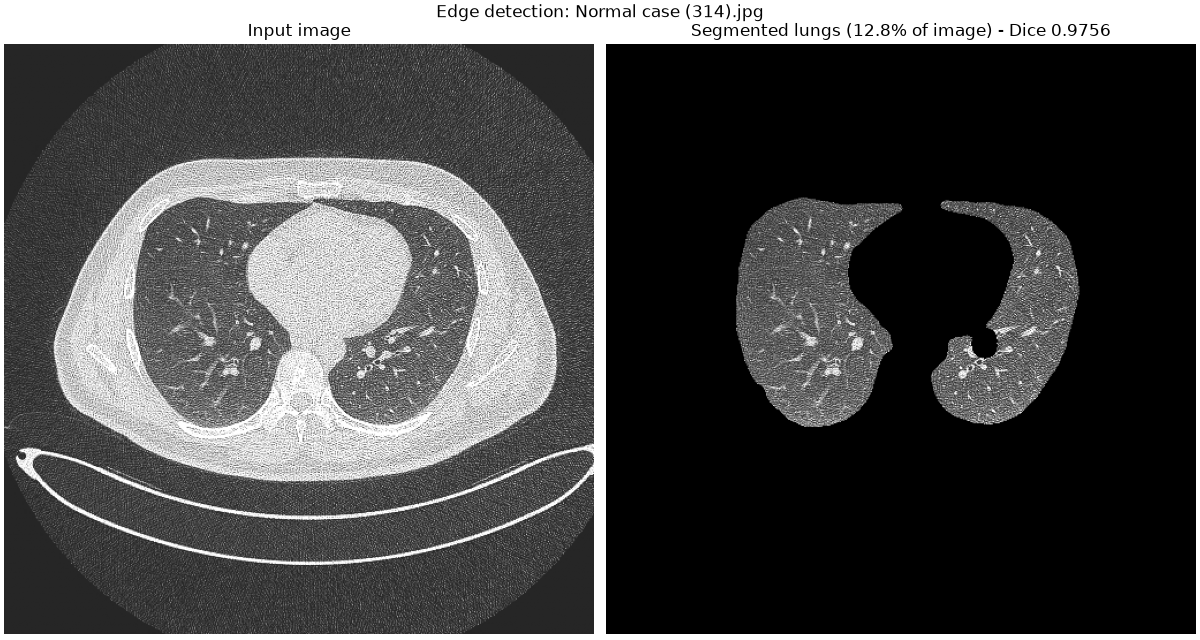 Edge detection: Normal case (314).jpg
Input image
Segmented lungs (12.8% of image) - Dice 0.9756